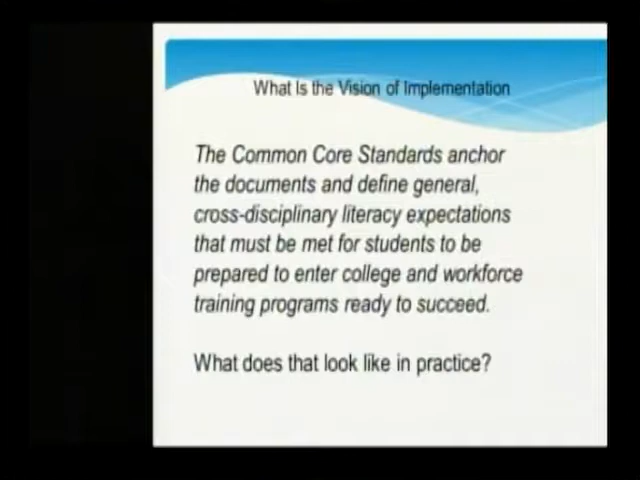 What Is the Vision of Implementation
The Common Core Standards anchor
the documents and define general,
cross-disciplinary literacy expectations
that must be met for students to be
prepared to enter college and workforce
training programs ready to succeed.
What does that look like in practice?